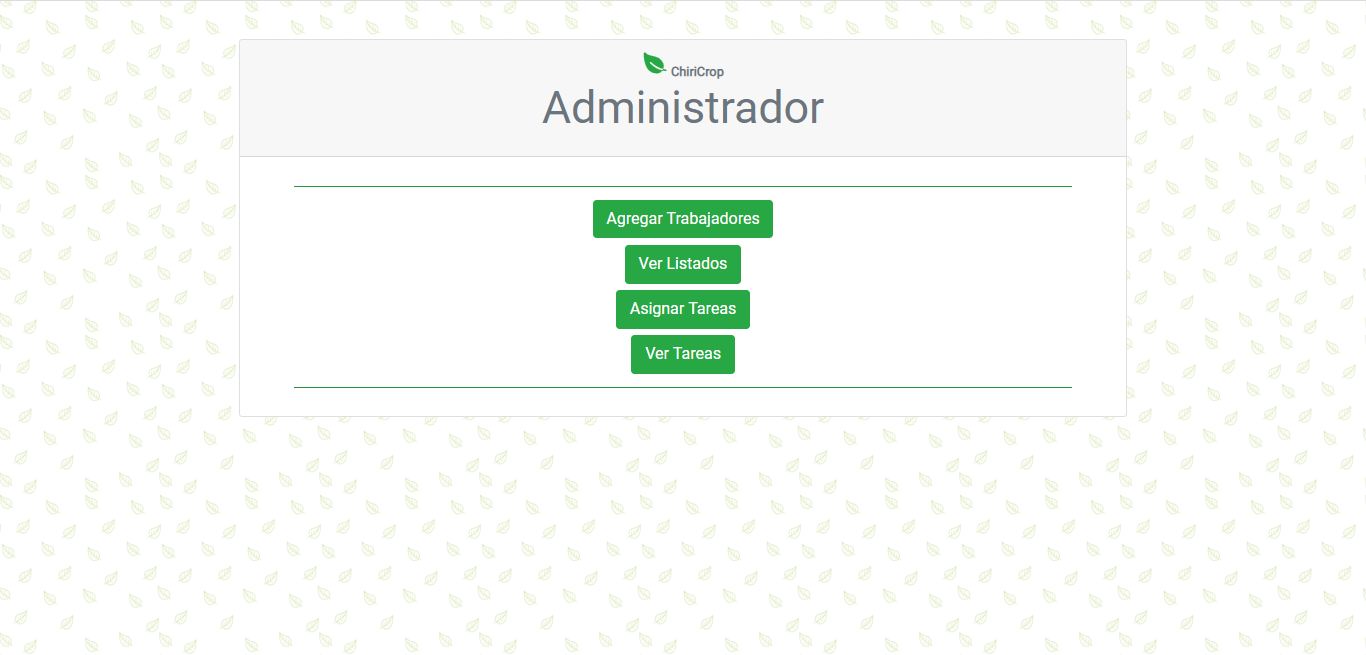 ChiriCrop
Administrador
Agregar Trabajadores
Ver Listados
Asignar Tareas
Ver Tareas